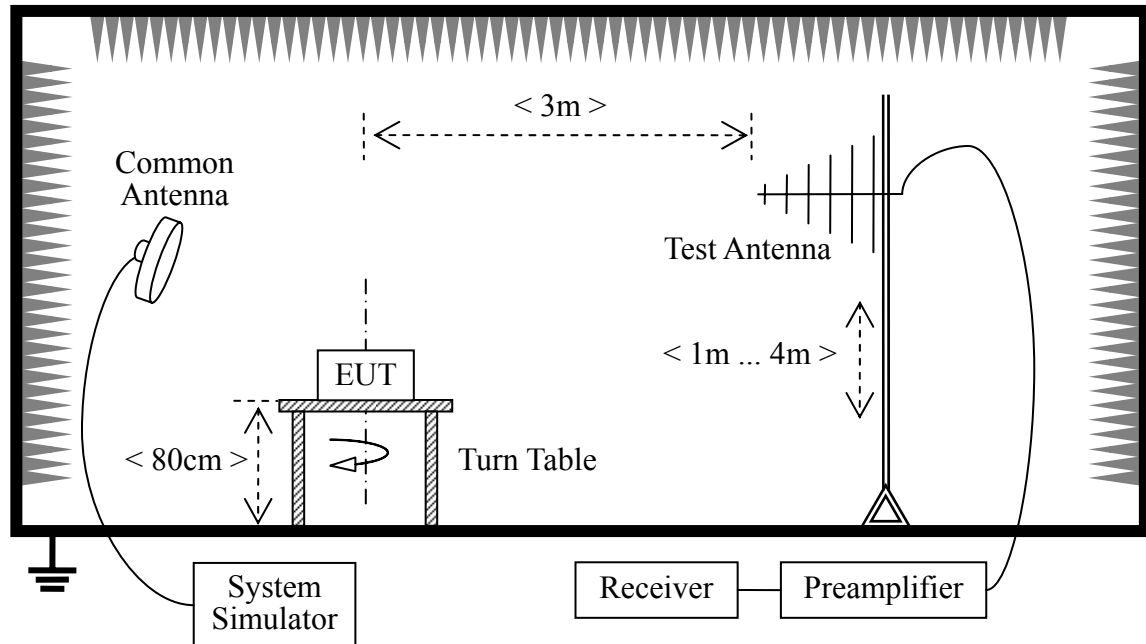 < 3m >
Common
Antenna
Test Antenna
< 1m ... 4m >
EUT
< 80cm >
Turn Table
System
Simulator
Receiver
Preamplifier